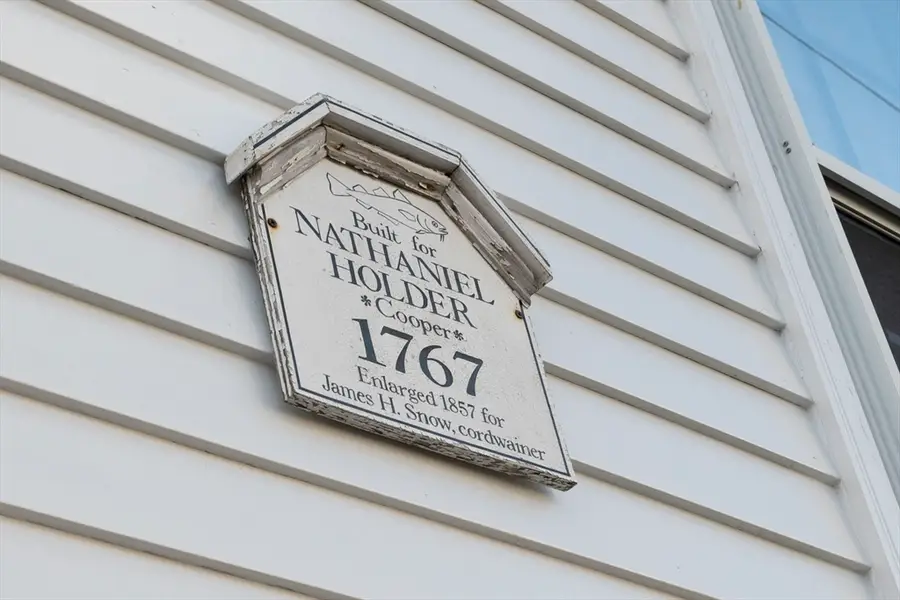 Built for
NATHANIEL
HOLDER
*Cooper*
1767
Enlarged 1857 for
James H. Snow, cordwainer